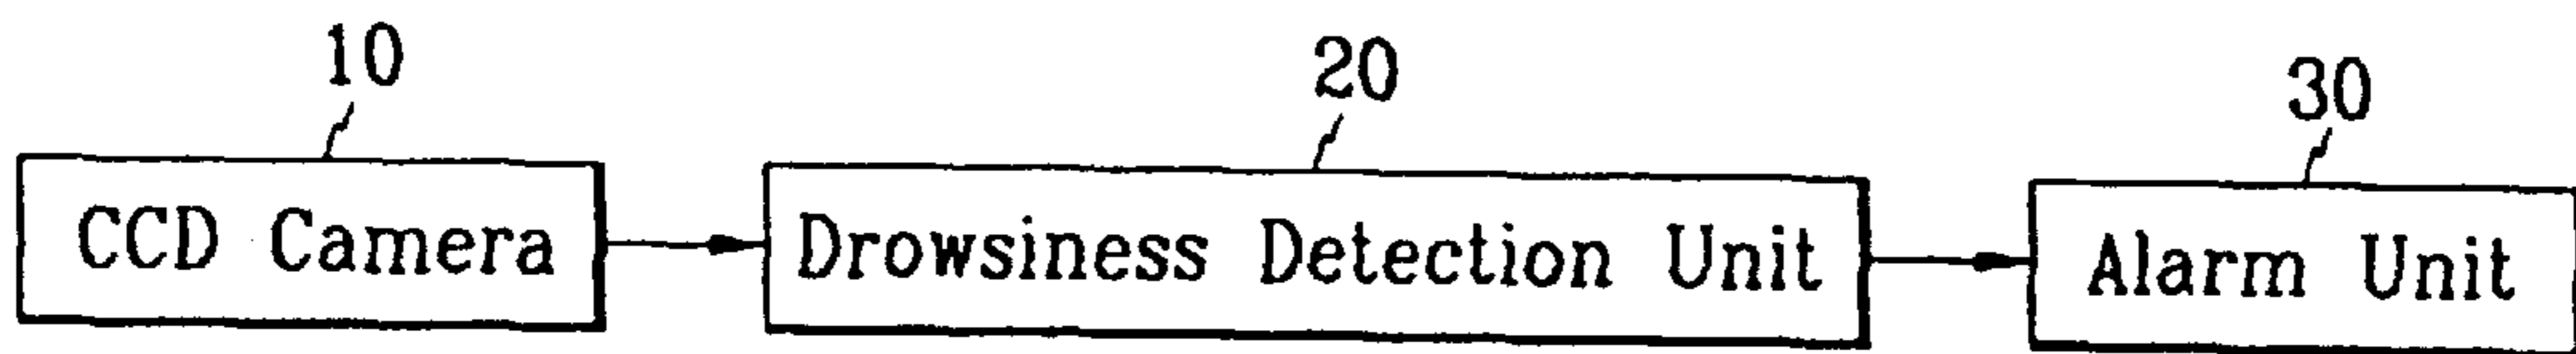 10
20
30
CCD Camera
Drowsiness Detection Unit
Alarm Unit